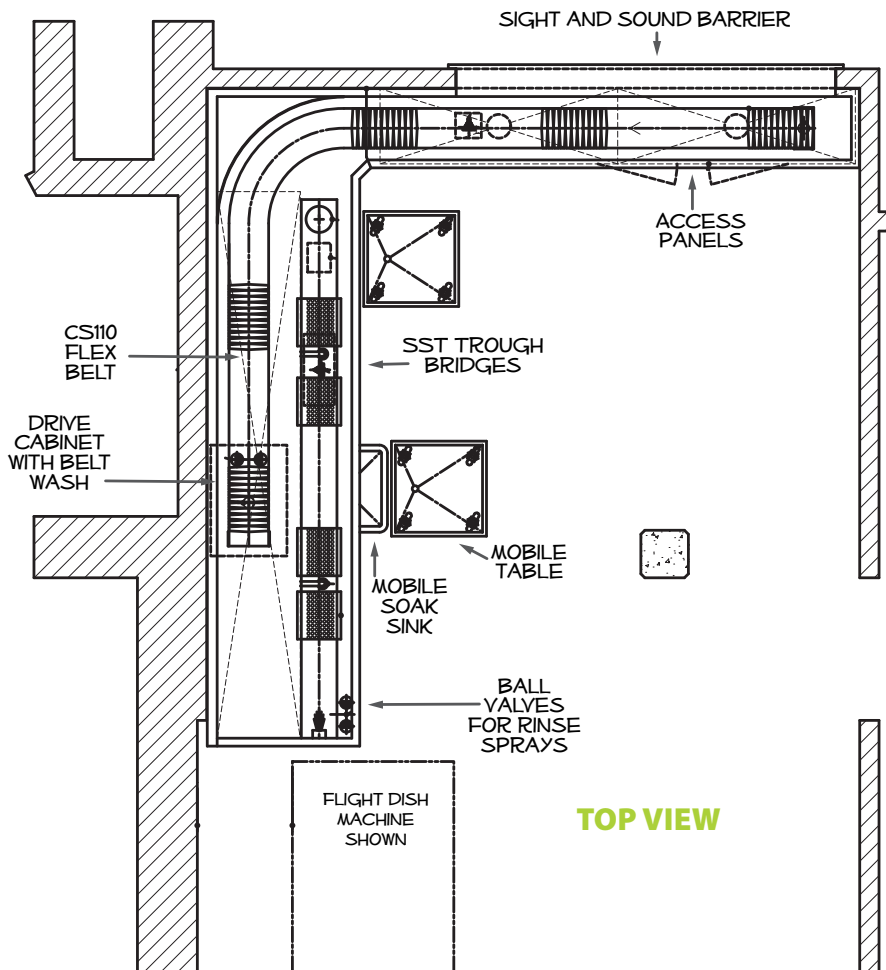 SIGHT AND SOUND BARRIER
ACCESS
PANELS
CS110
FLEX
BELT
SST TROUGH
BRIDGES
DRIVE
CABINET
WITH BELT
WASH
MOBILE
TABLE
MOBILE
SOAK
SINK
BALL
VALVES
FOR RINSE
SPRAYS
FLIGHT DISH
MACHINE
SHOWN
TOP VIEW